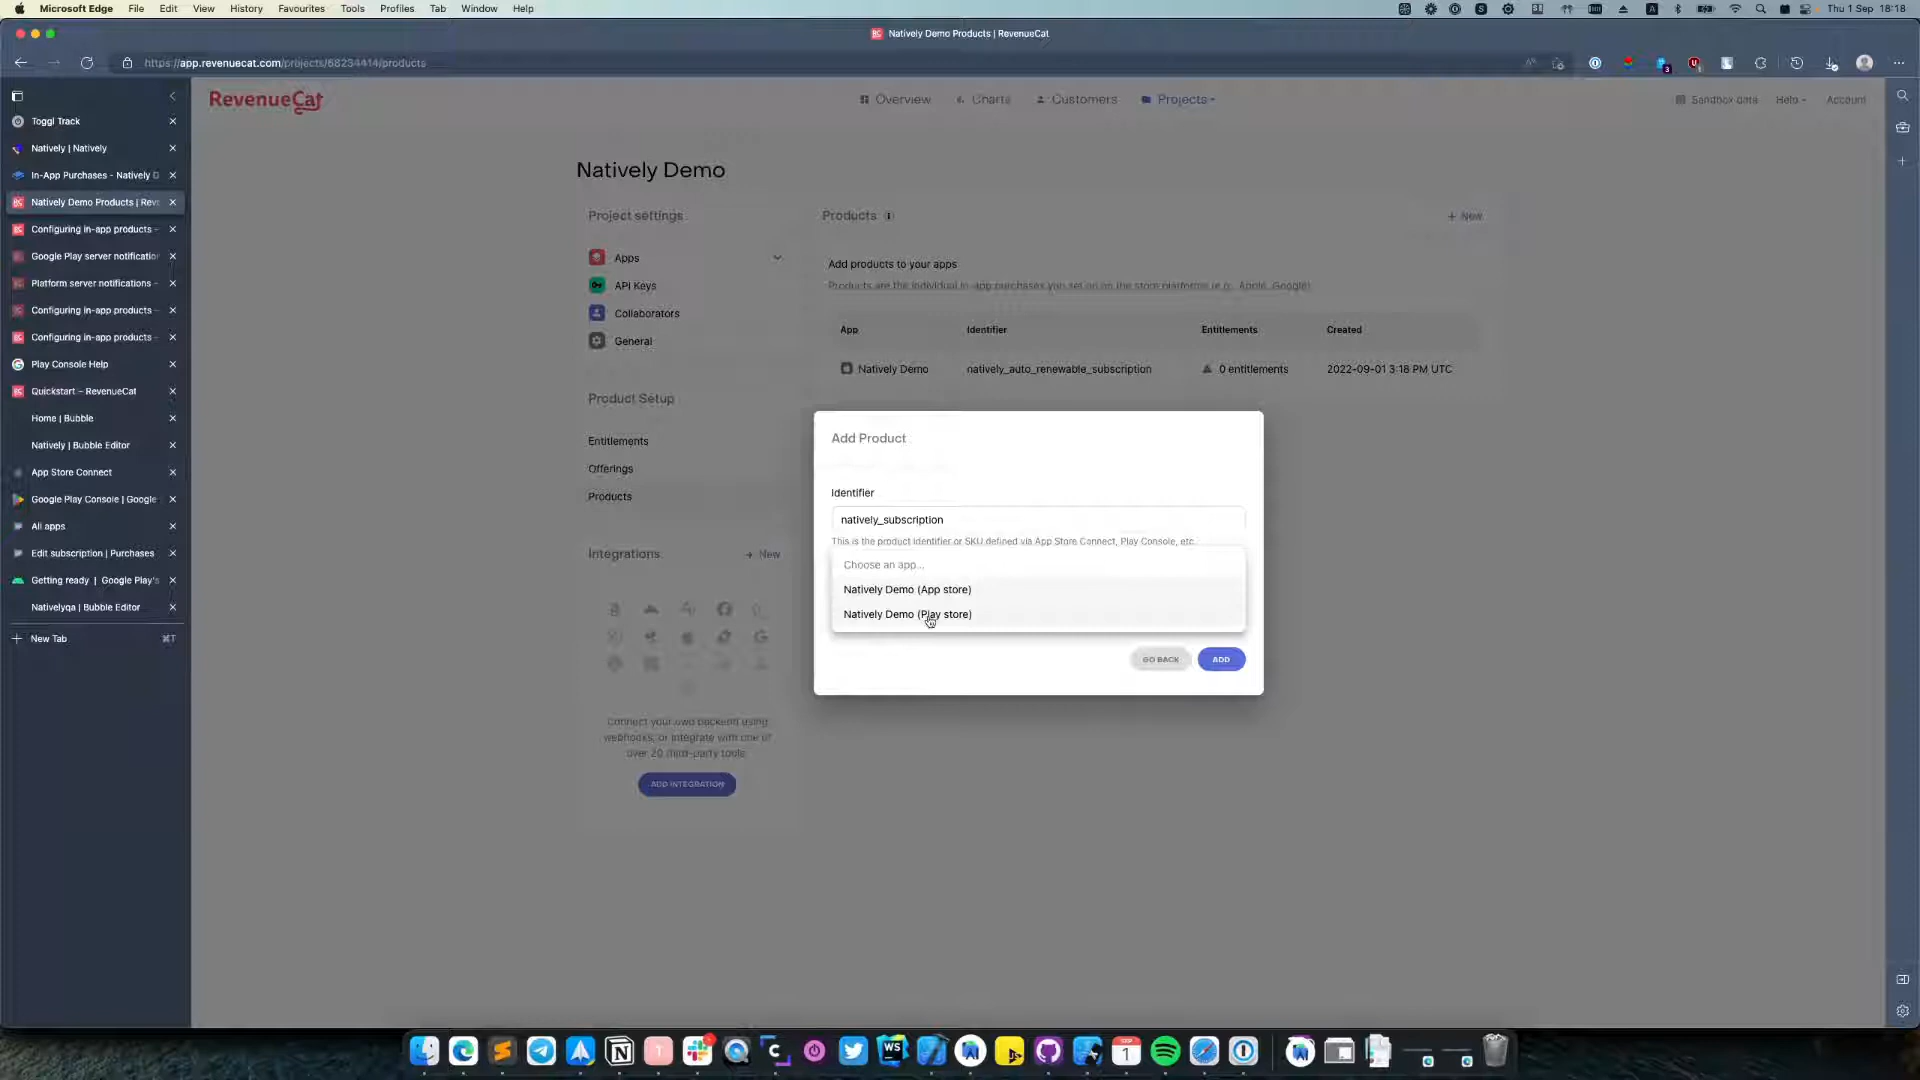 Microsoft Edge File Edit View History Favourites Tools Profiles Tab Window Help
Thu 1 Sep 18:18
Natively Demo Products | RevenueCat
https://app.revenuecat.com/projects/68234414/products
Toggl Track
Natively | Natively
In-App Purchases - Natively D
Natively Demo Products | Reve
Configuring in-app products –
Google Play server notification
Platform server notifications –
Configuring in-app products –
Configuring in-app products –
Play Console Help
Quickstart – RevenueCat
Home | Bubble
Natively | Bubble Editor
App Store Connect
Google Play Console | Google
All apps
Edit subscription | Purchases
Getting ready | Google Play's
Nativelyqa | Bubble Editor
New Tab ⌘T
RevenueCat
Overview Charts Customers Projects
Sandbox data Help Account
Natively Demo
Project settings
Apps
API Keys
Collaborators
General
Product Setup
Entitlements
Offerings
Products
Integrations + New
Connect your own backend using
webhooks, or integrate with one of
over 20 third-party tools
ADD INTEGRATION
Products + New
Add products to your apps
Products are the individual in-app purchases you set on on the store platforms (e.g., Apple, Google)
App Identifier Entitlements Created
Natively Demo natively_auto_renewable_subscription 0 entitlements 2022-09-01 3:18 PM UTC
Add Product
Identifier
natively_subscription
This is the product identifier or SKU defined via App Store Connect, Play Console, etc.
Choose an app...
Natively Demo (App store)
Natively Demo (Play store)
GO BACK ADD